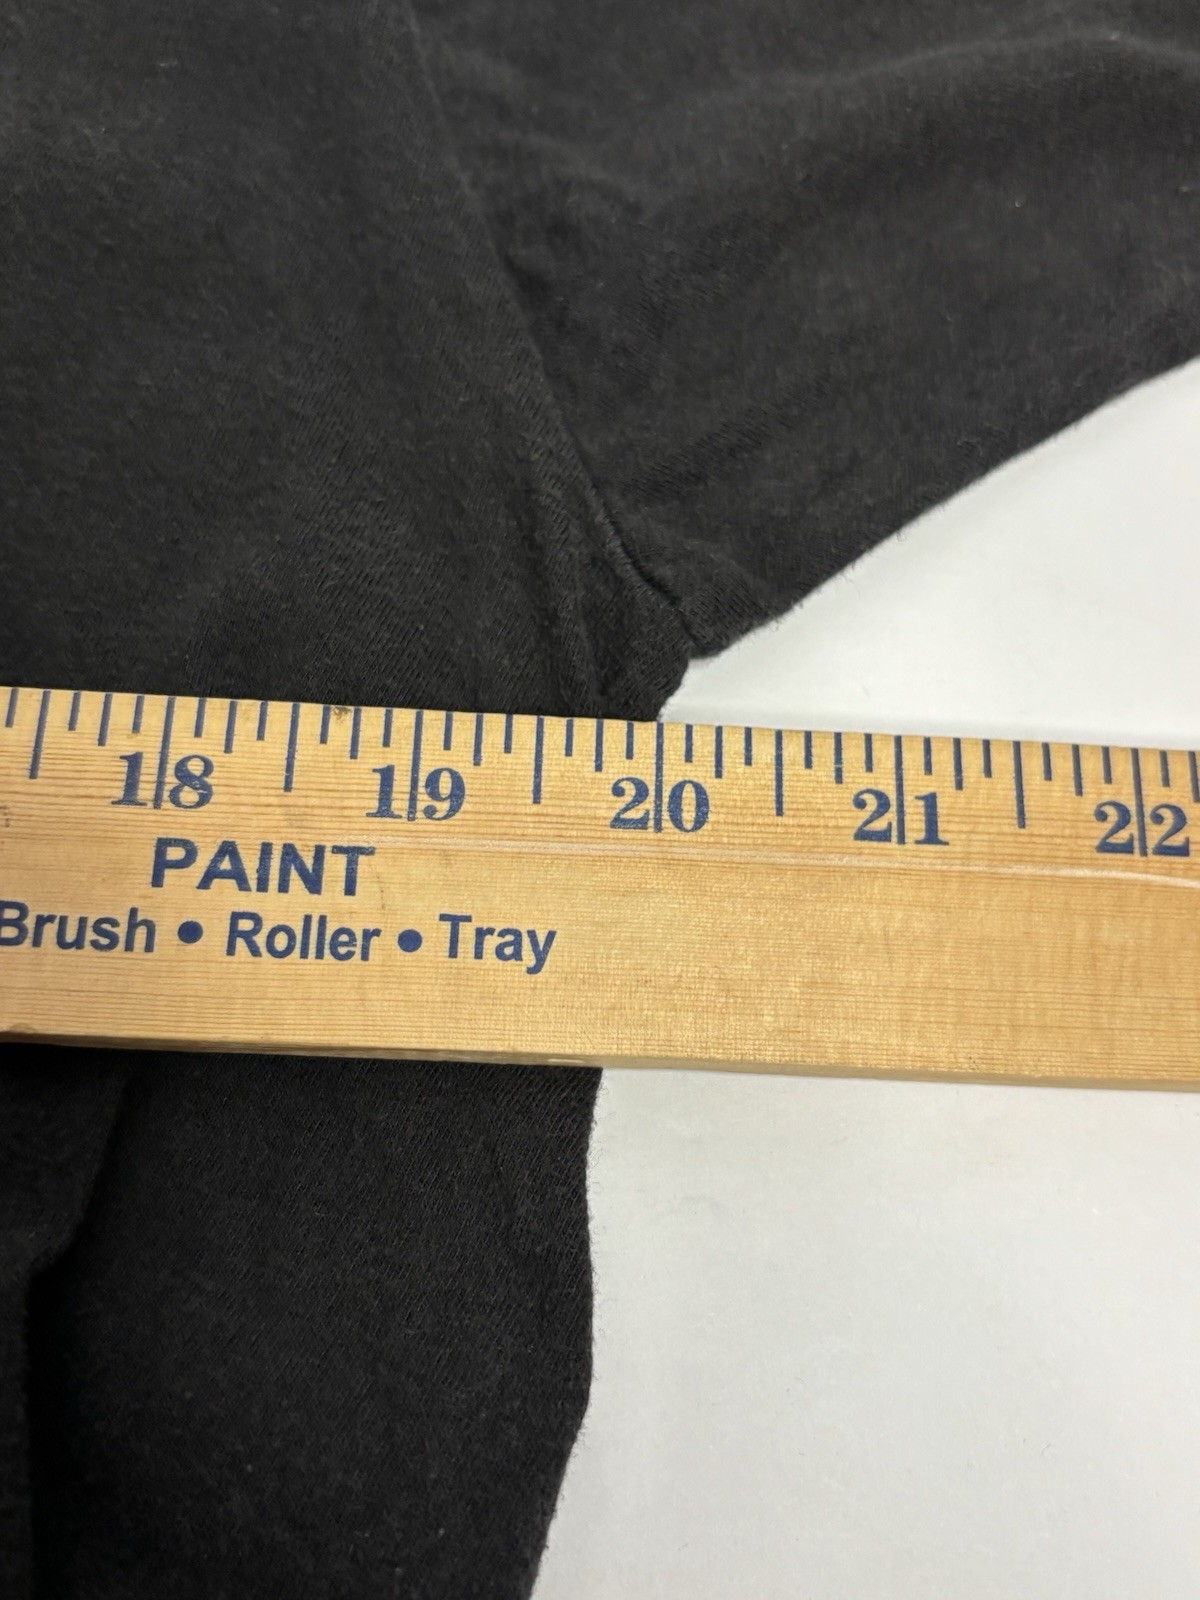 18 19 20 21 22
PAINT
Brush • Roller • Tray